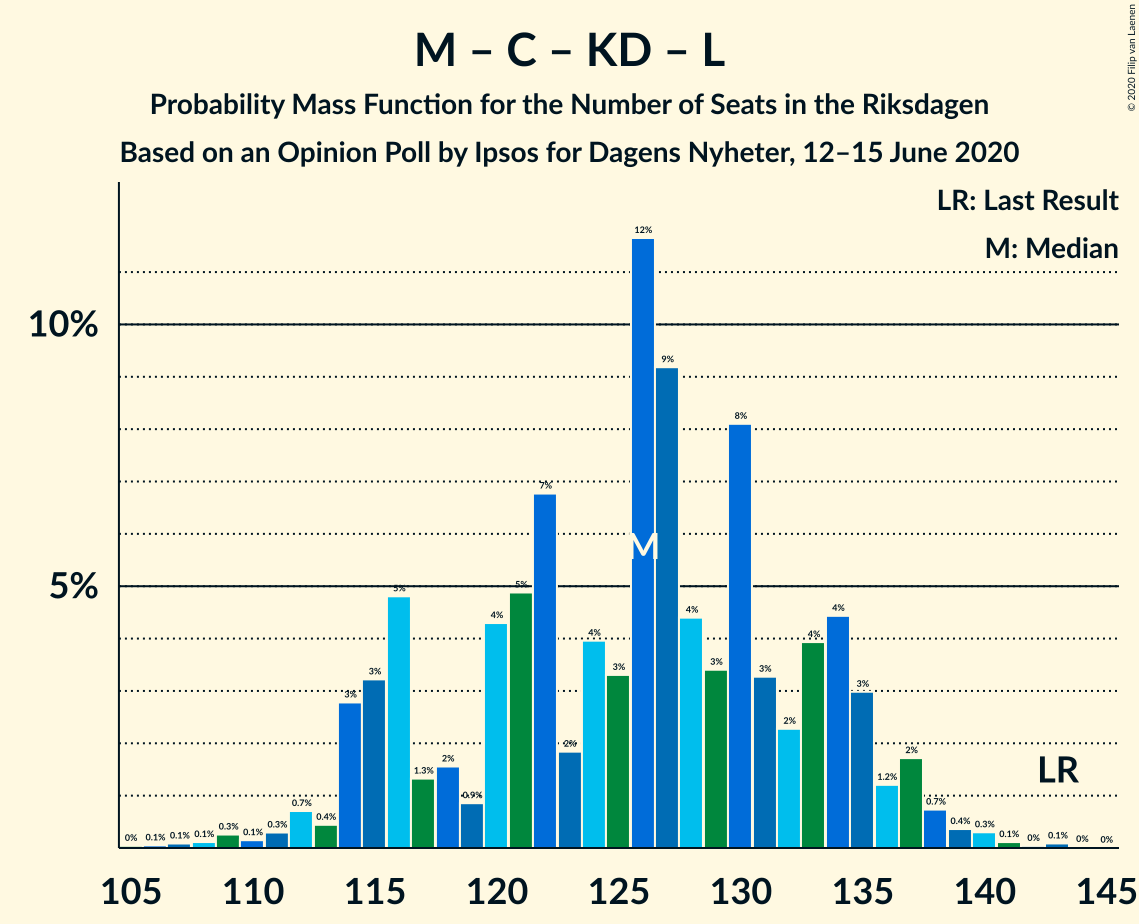 M – C – KD – L
Probability Mass Function for the Number of Seats in the Riksdagen
Based on an Opinion Poll by Ipsos for Dagens Nyheter, 12–15 June 2020
© 2020 Filip van Laenen
LR: Last Result
M: Median
10%
5%
0% 0.1% 0.1% 0.1% 0.3% 0.1% 0.3% 0.7% 0.4% 3% 3% 5% 1.3% 2% 0.9% 4% 5% 7% 2% 4% 3% 12% 9% 4% 3% 8% 3% 2% 4% 4% 3% 1.2% 2% 0.7% 0.4% 0.3% 0.1% 0% 0.1% 0% 0%
M
LR
105 110 115 120 125 130 135 140 145